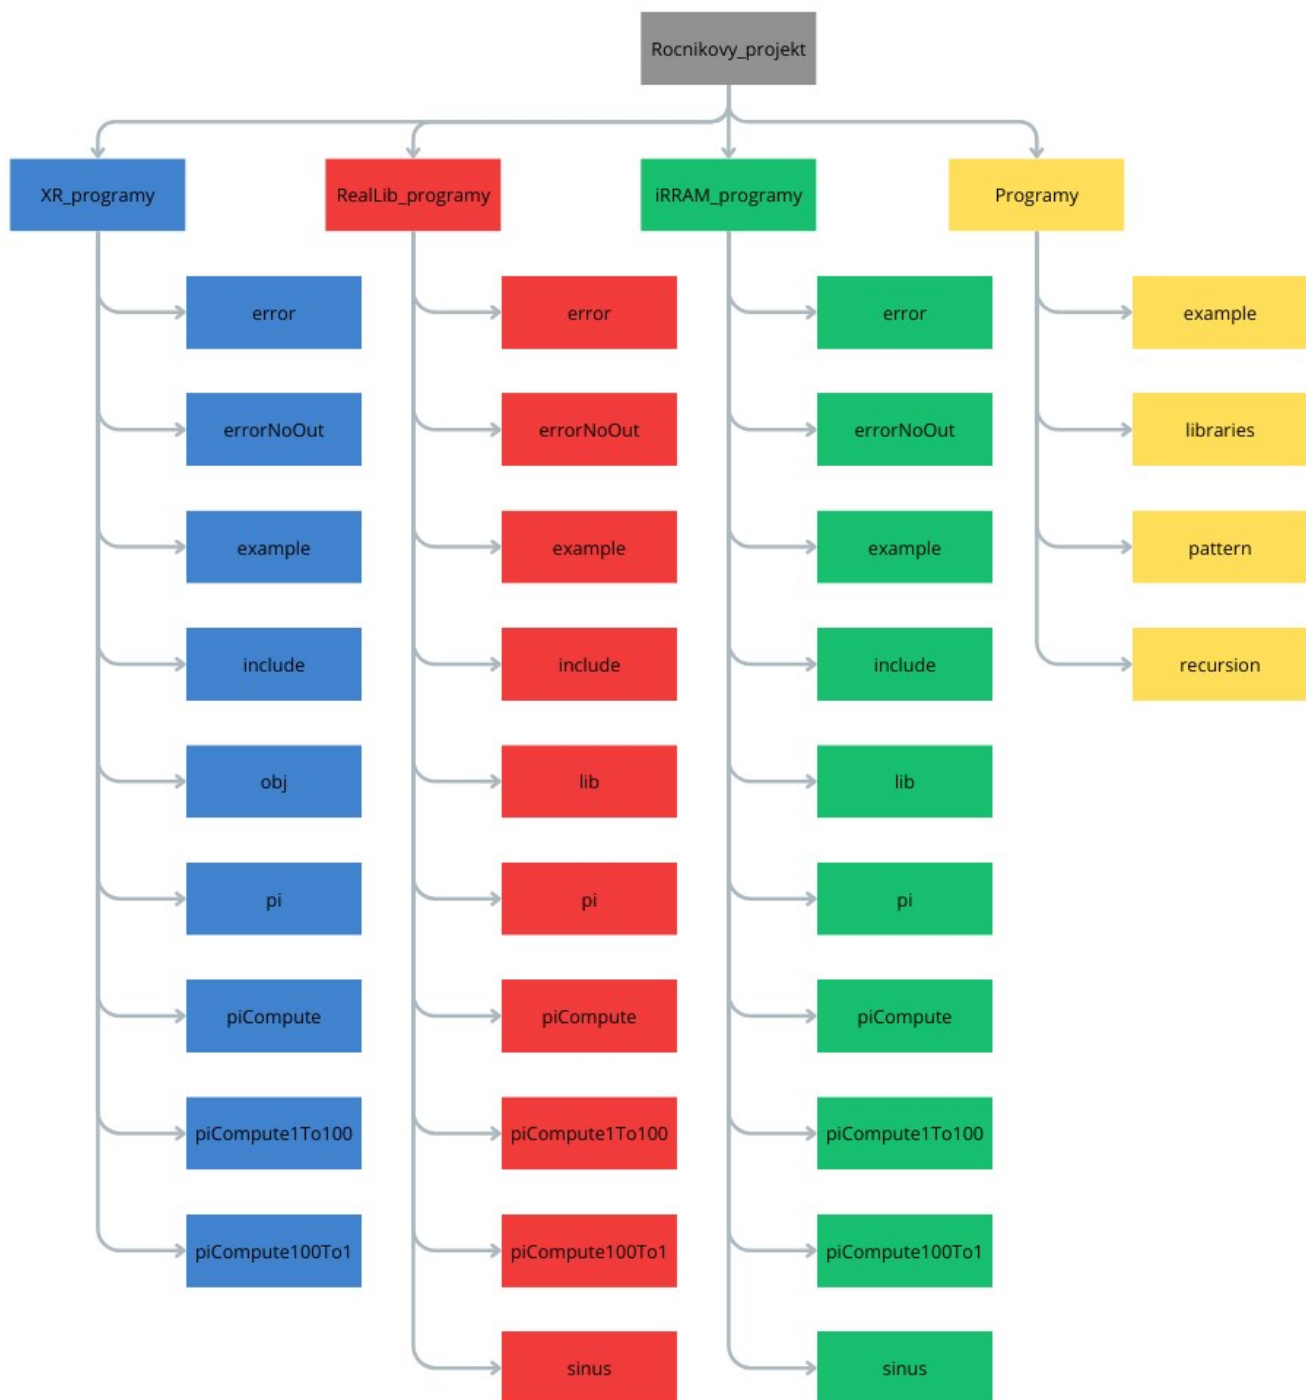 Rocnikovy_projekt
XR_programy
RealLib_programy
iRRAM_programy
Programy
error
error
error
example
errorNoOut
errorNoOut
errorNoOut
libraries
example
example
example
pattern
include
include
include
recursion
obj
lib
lib
pi
pi
pi
piCompute
piCompute
piCompute
piCompute1To100
piCompute1To100
piCompute1To100
piCompute100To1
piCompute100To1
piCompute100To1
sinus
sinus